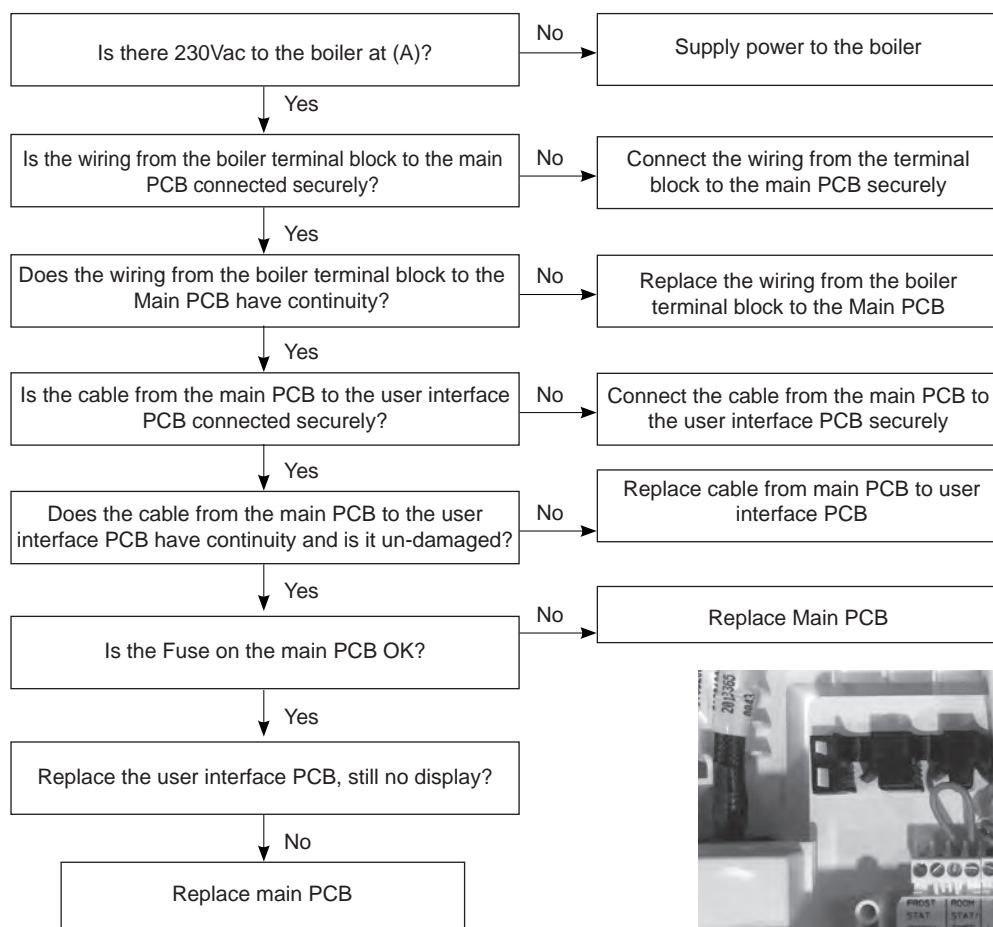 Is there 230Vac to the boiler at (A)?
No
Supply power to the boiler
Yes
Is the wiring from the boiler terminal block to the main
PCB connected securely?
No
Connect the wiring from the terminal
block to the main PCB securely
Yes
Does the wiring from the boiler terminal block to the
Main PCB have continuity?
No
Replace the wiring from the boiler
terminal block to the Main PCB
Yes
Is the cable from the main PCB to the user interface
PCB connected securely?
No
Connect the cable from the main PCB to
the user interface PCB securely
Yes
Does the cable from the main PCB to the user
interface PCB have continuity and is it un-damaged?
No
Replace cable from main PCB to user
interface PCB
Yes
Is the Fuse on the main PCB OK?
No
Replace Main PCB
Yes
Replace the user interface PCB, still no display?
No
Replace main PCB
0043
FROST
STAT
ROOM
STAT/